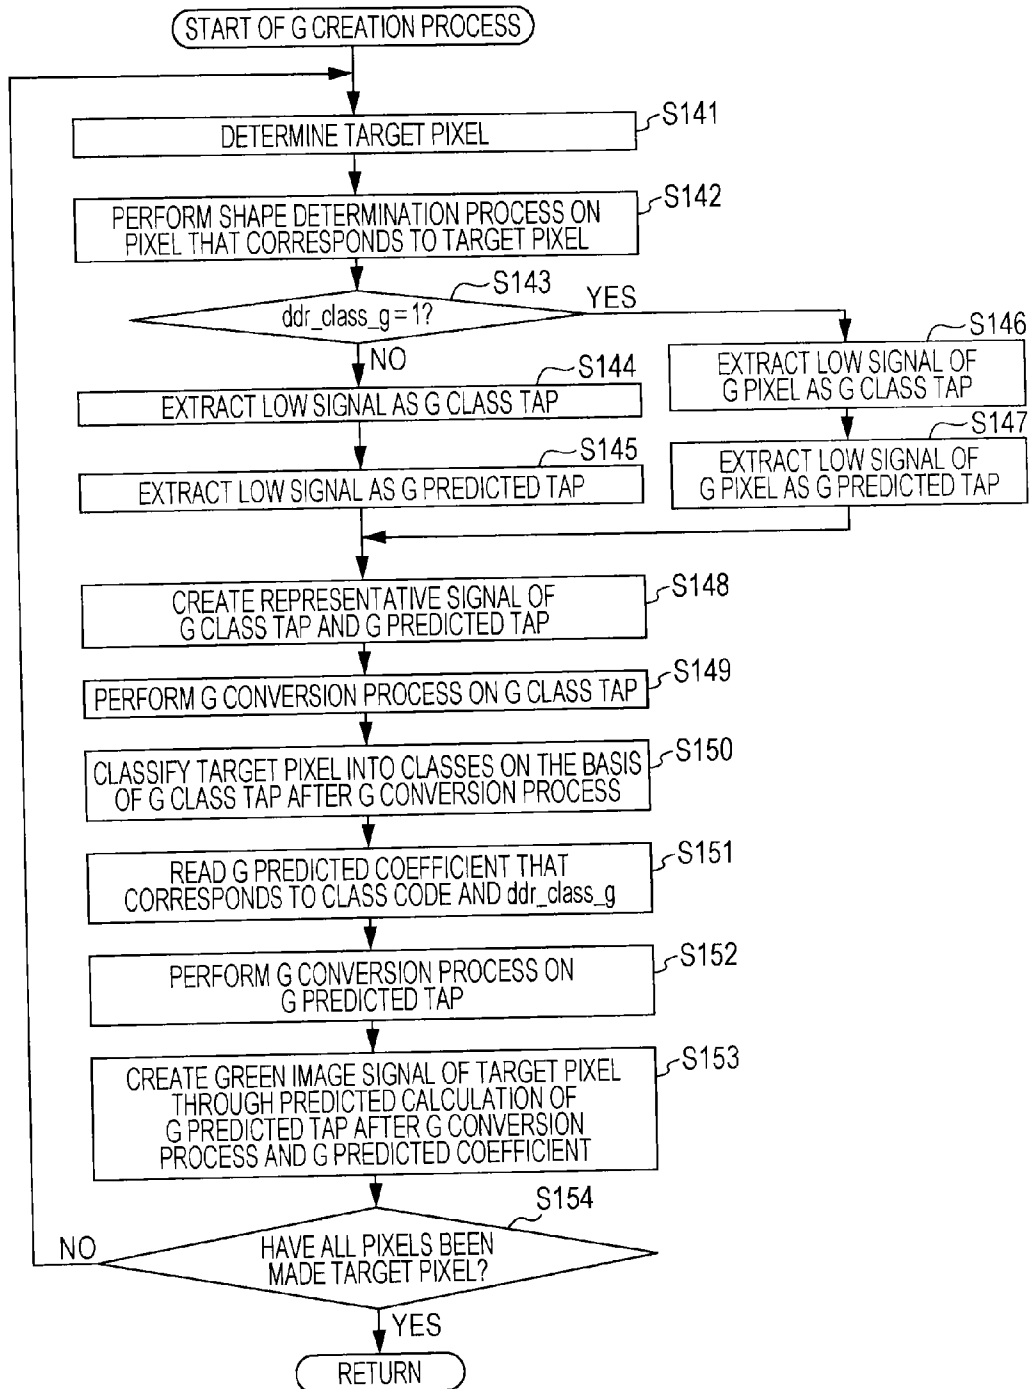 START OF G CREATION PROCESS
S141
DETERMINE TARGET PIXEL
S142
PERFORM SHAPE DETERMINATION PROCESS ON
PIXEL THAT CORRESPONDS TO TARGET PIXEL
S143
ddr_class_g = 1?
YES
NO
S146
EXTRACT LOW SIGNAL OF
G PIXEL AS G CLASS TAP
S144
EXTRACT LOW SIGNAL AS G CLASS TAP
S147
EXTRACT LOW SIGNAL OF
G PIXEL AS G PREDICTED TAP
S145
EXTRACT LOW SIGNAL AS G PREDICTED TAP
S148
CREATE REPRESENTATIVE SIGNAL OF
G CLASS TAP AND G PREDICTED TAP
S149
PERFORM G CONVERSION PROCESS ON G CLASS TAP
S150
CLASSIFY TARGET PIXEL INTO CLASSES ON THE BASIS
OF G CLASS TAP AFTER G CONVERSION PROCESS
S151
READ G PREDICTED COEFFICIENT THAT
CORRESPONDS TO CLASS CODE AND ddr_class_g
S152
PERFORM G CONVERSION PROCESS ON
G PREDICTED TAP
S153
CREATE GREEN IMAGE SIGNAL OF TARGET PIXEL
THROUGH PREDICTED CALCULATION OF
G PREDICTED TAP AFTER G CONVERSION
PROCESS AND G PREDICTED COEFFICIENT
S154
NO
HAVE ALL PIXELS BEEN
MADE TARGET PIXEL?
YES
RETURN